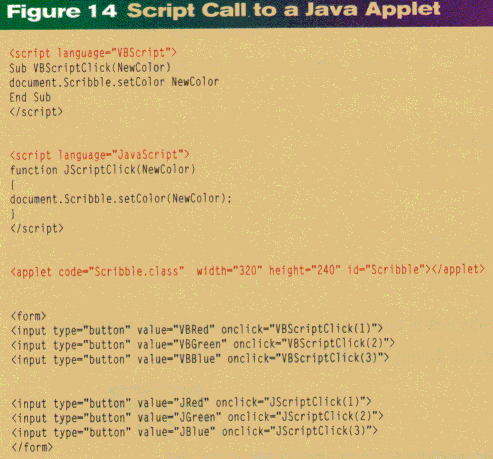 Figure 14 Script Call to a Java Applet
<script language="VBScript">
Sub VBScriptClick(NewColor)
document.Scribble.setColor NewColor
End Sub
</script>
<script language="JavaScript">
function JScriptClick(NewColor)
{
document.Scribble.setColor(NewColor);
}
</script>
<applet code="Scribble.class" width="320" height="240" id="Scribble"></applet>
<form>
<input type="button" value="VBRed" onclick="VBScriptClick(1)">
<input type="button" value="VBGreen" onclick="VBScriptClick(2)">
<input type="button" value="VBBlue" onclick="VBScriptClick(3)">
<input type="button" value="JRed" onclick="JScriptClick(1)">
<input type="button" value="JGreen" onclick="JScriptClick(2)">
<input type="button" value="JBlue" onclick="JScriptClick(3)">
</form>